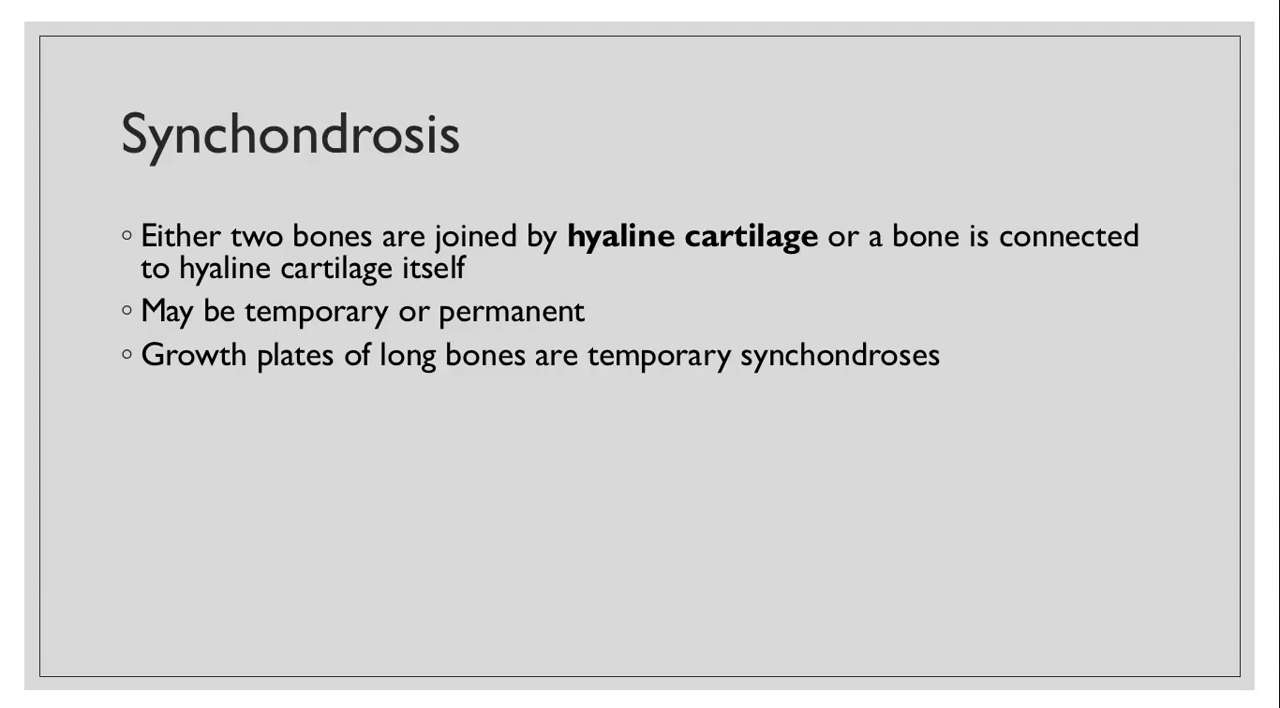 Synchondrosis
◦ Either two bones are joined by hyaline cartilage or a bone is connected
to hyaline cartilage itself
◦ May be temporary or permanent
◦ Growth plates of long bones are temporary synchondroses